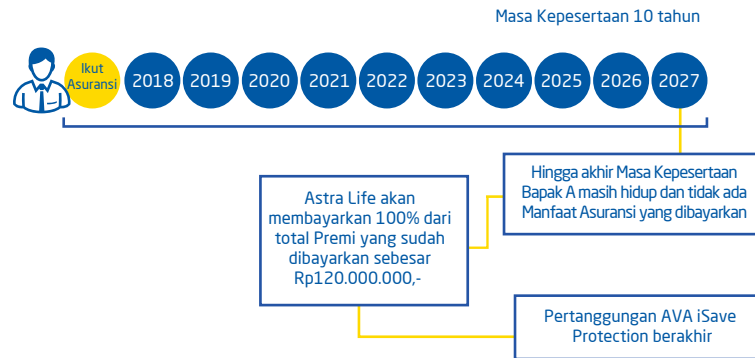 Masa Kepesertaan 10 tahun
Ikut
Asuransi
2018
2019
2020
2021
2022
2023
2024
2025
2026
2027
Hingga akhir Masa Kepesertaan
Bapak A masih hidup dan tidak ada
Manfaat Asuransi yang dibayarkan
Astra Life akan
membayarkan 100% dari
total Premi yang sudah
dibayarkan sebesar
Rp120.000.000,-
Pertanggungan AVA iSave
Protection berakhir